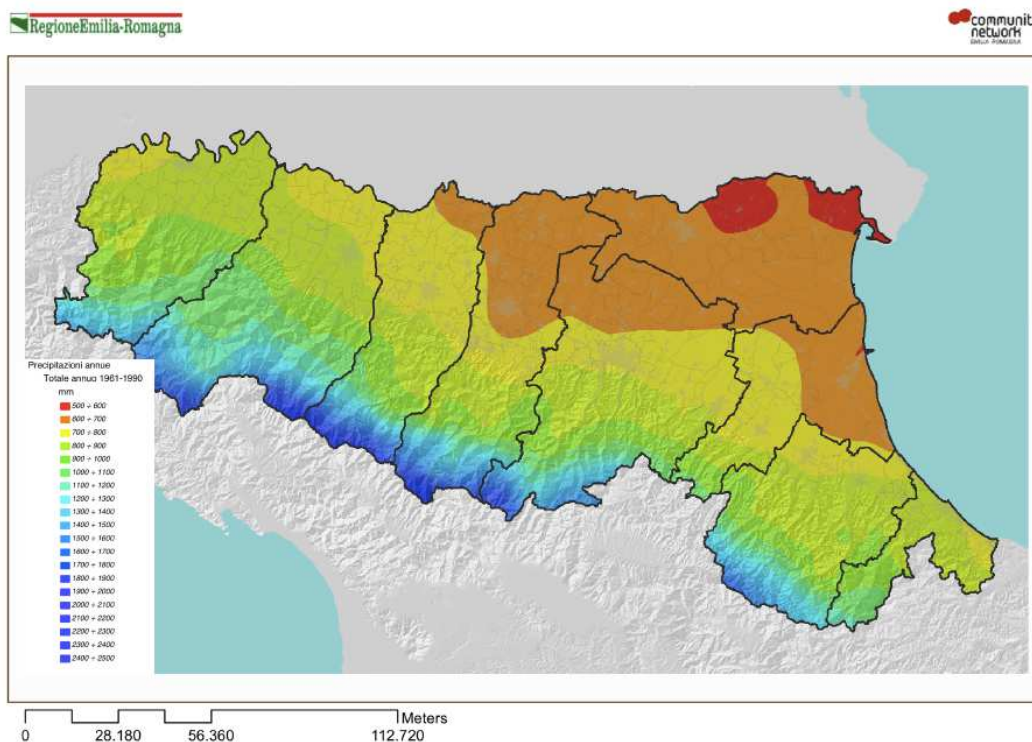 RegioneEmilia-Romagna
communit
network
EMILIA ROMAGNA
Precipitazioni annue
Totale annuo 1961-1990
mm
500 ÷ 600
600 ÷ 700
700 ÷ 800
800 ÷ 900
900 ÷ 1000
1000 ÷ 1100
1100 ÷ 1200
1200 ÷ 1300
1300 ÷ 1400
1400 ÷ 1500
1500 ÷ 1600
1600 ÷ 1700
1700 ÷ 1800
1800 ÷ 1900
1900 ÷ 2000
2000 ÷ 2100
2100 ÷ 2200
2200 ÷ 2300
2300 ÷ 2400
2400 ÷ 2500
Meters
0 28.180 56.360 112.720